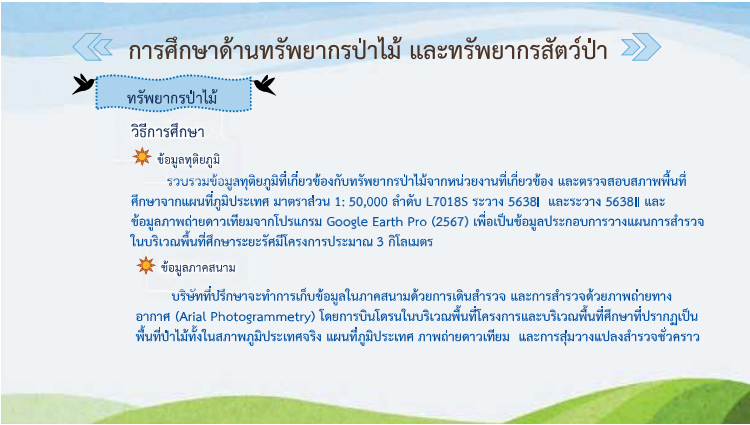 การศึกษาด้านทรัพยากรป่าไม้ และทรัพยากรสัตว์ป่า
ทรัพยากรป่าไม้
วิธีการศึกษา
ข้อมูลทุติยภูมิ
รวบรวมข้อมูลทุติยภูมิที่เกี่ยวข้องกับทรัพยากรป่าไม้จากหน่วยงานที่เกี่ยวข้อง และตรวจสอบสภาพพื้นที่
ศึกษาจากแผนที่ภูมิประเทศ มาตราส่วน 1: 50,000 ลำดับ L7018S ระวาง 5638I และระวาง 5638II และ
ข้อมูลภาพถ่ายดาวเทียมจากโปรแกรม Google Earth Pro (2567) เพื่อเป็นข้อมูลประกอบการวางแผนการสำรวจ
ในบริเวณพื้นที่ศึกษาระยะรัศมีโครงการประมาณ 3 กิโลเมตร
ข้อมูลภาคสนาม
บริษัทที่ปรึกษาจะทำการเก็บข้อมูลในภาคสนามด้วยการเดินสำรวจ และการสำรวจด้วยภาพถ่ายทาง
อากาศ (Arial Photogrammetry) โดยการบินโดรนในบริเวณพื้นที่โครงการและบริเวณพื้นที่ศึกษาที่ปรากฏเป็น
พื้นที่ป่าไม้ทั้งในสภาพภูมิประเทศจริง แผนที่ภูมิประเทศ ภาพถ่ายดาวเทียม และการสุ่มวางแปลงสำรวจชั่วคราว